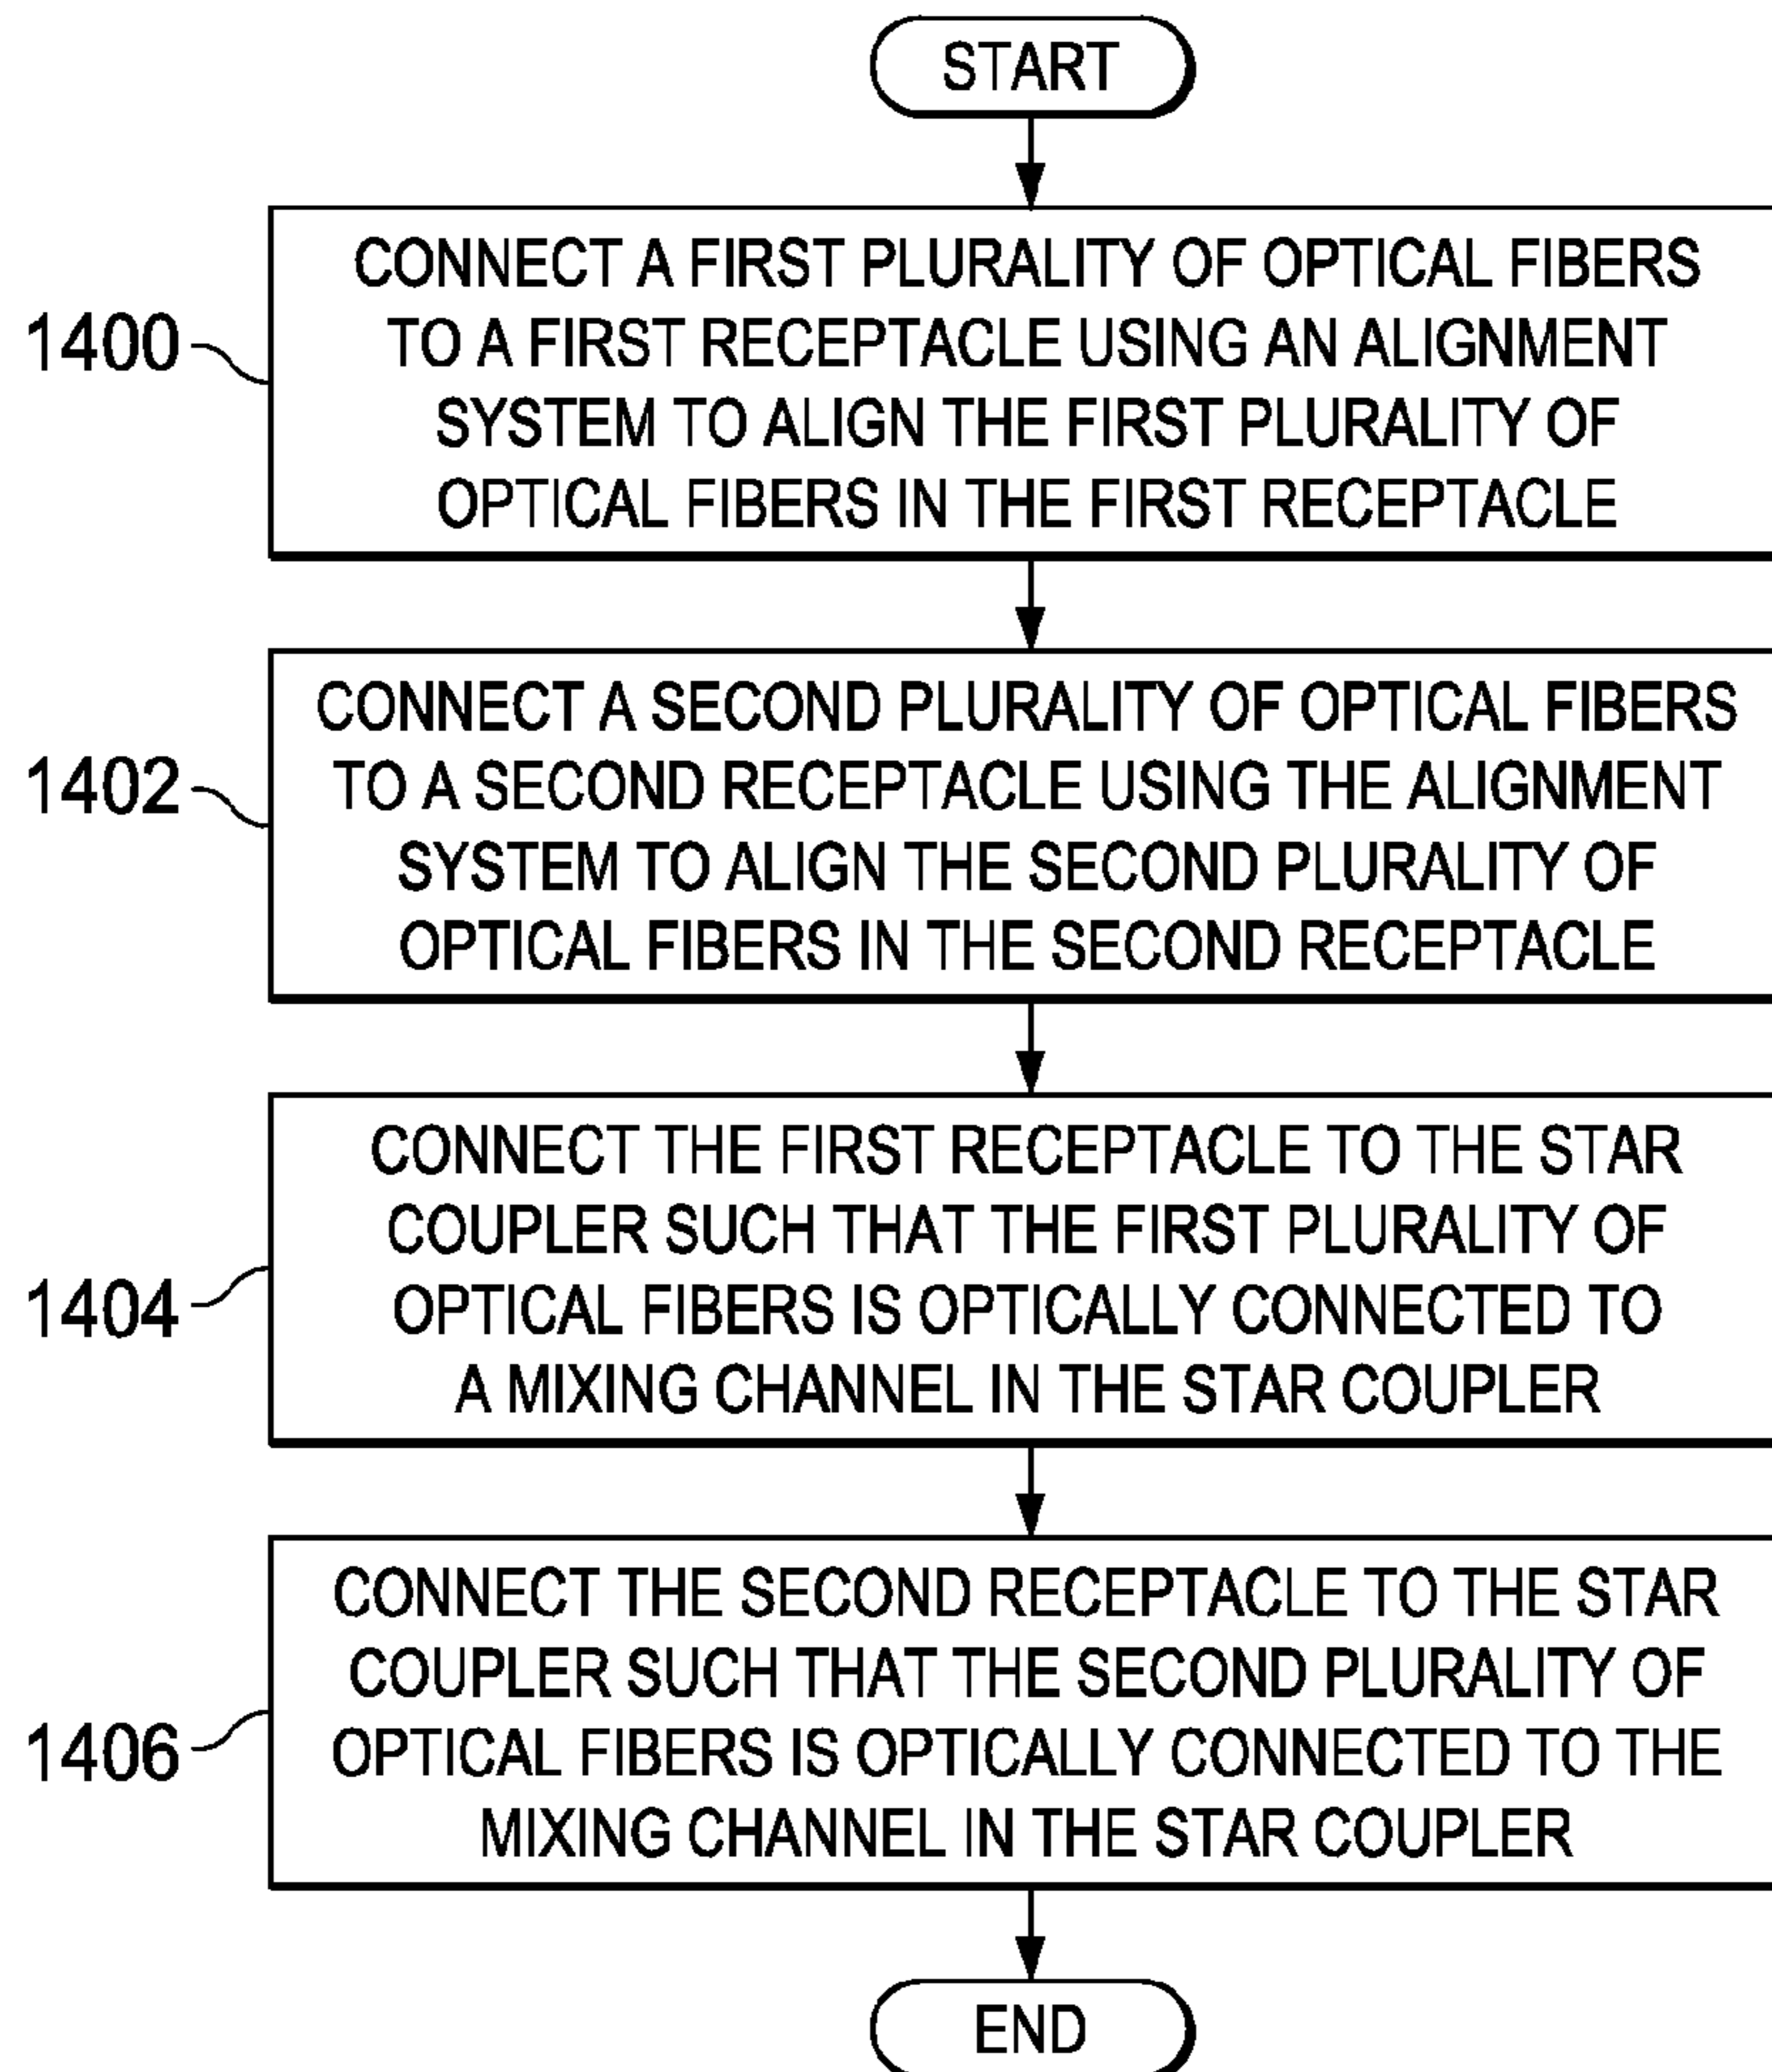 START
1400
CONNECT A FIRST PLURALITY OF OPTICAL FIBERS
TO A FIRST RECEPTACLE USING AN ALIGNMENT
SYSTEM TO ALIGN THE FIRST PLURALITY OF
OPTICAL FIBERS IN THE FIRST RECEPTACLE
1402
CONNECT A SECOND PLURALITY OF OPTICAL FIBERS
TO A SECOND RECEPTACLE USING THE ALIGNMENT
SYSTEM TO ALIGN THE SECOND PLURALITY OF
OPTICAL FIBERS IN THE SECOND RECEPTACLE
1404
CONNECT THE FIRST RECEPTACLE TO THE STAR
COUPLER SUCH THAT THE FIRST PLURALITY OF
OPTICAL FIBERS IS OPTICALLY CONNECTED TO
A MIXING CHANNEL IN THE STAR COUPLER
1406
CONNECT THE SECOND RECEPTACLE TO THE STAR
COUPLER SUCH THAT THE SECOND PLURALITY OF
OPTICAL FIBERS IS OPTICALLY CONNECTED TO THE
MIXING CHANNEL IN THE STAR COUPLER
END